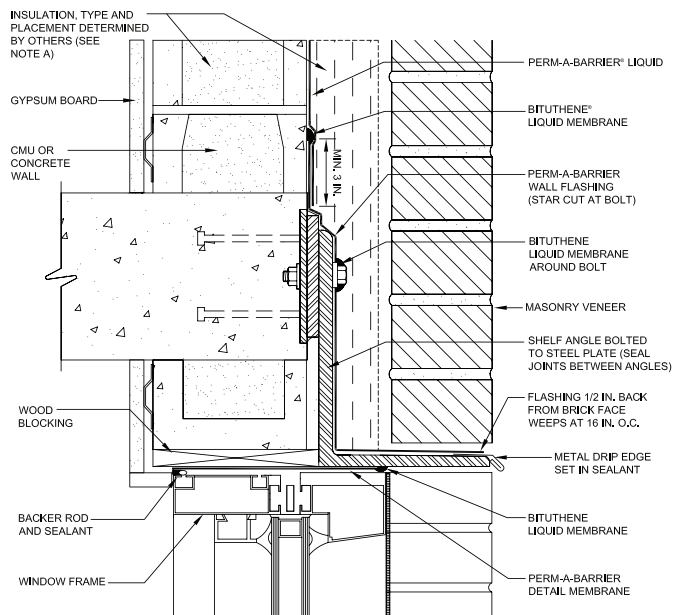 INSULATION, TYPE AND
PLACEMENT DETERMINED
BY OTHERS (SEE
NOTE A)
GYPSUM BOARD
CMU OR
CONCRETE
WALL
WOOD
BLOCKING
BACKER ROD
AND SEALANT
WINDOW FRAME
MIN. 3 IN.
PERM-A-BARRIER® LIQUID
BITUTHENE®
LIQUID MEMBRANE
PERM-A-BARRIER
WALL FLASHING
(STAR CUT AT BOLT)
BITUTHENE
LIQUID MEMBRANE
AROUND BOLT
MASONRY VENEER
SHELF ANGLE BOLTED
TO STEEL PLATE (SEAL
JOINTS BETWEEN ANGLES)
FLASHING 1/2 IN. BACK
FROM BRICK FACE
WEEPS AT 16 IN. O.C.
METAL DRIP EDGE
SET IN SEALANT
BITUTHENE
LIQUID MEMBRANE
PERM-A-BARRIER
DETAIL MEMBRANE